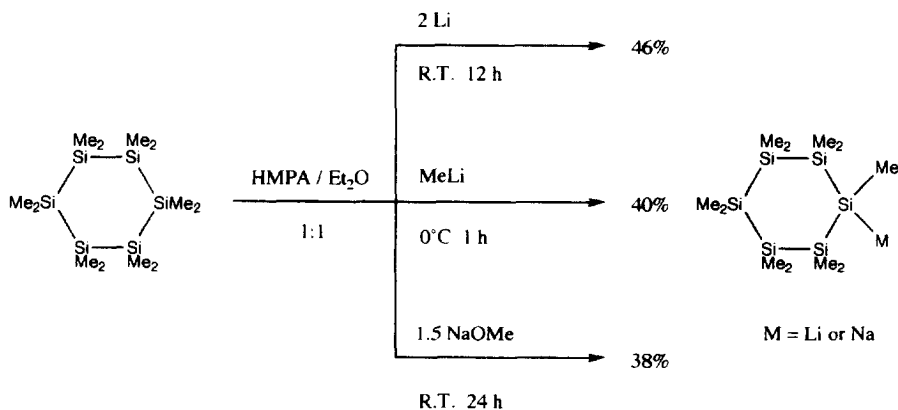 2 Li
46%
R.T. 12 h
Me2 Me2
Si Si
Me2Si SiMe2
Si Si
Me2 Me2
HMPA / Et2O
1:1
MeLi
40%
0°C 1 h
Me2 Me2
Si Si
Me
Me2Si Si
M
Si Si
Me2 Me2
1.5 NaOMe
38%
R.T. 24 h
M = Li or Na